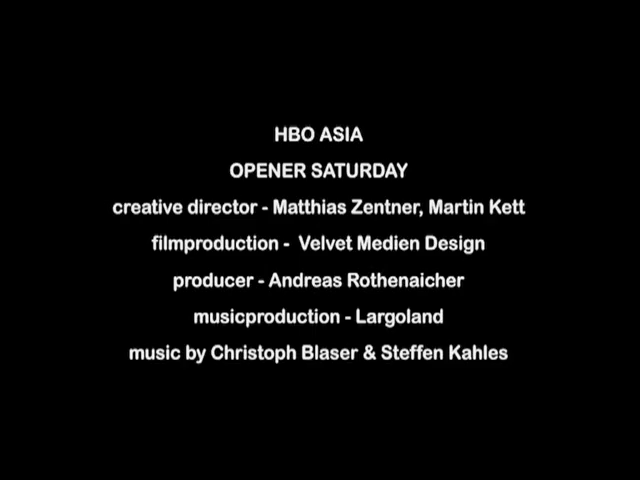 HBO ASIA
OPENER SATURDAY
creative director - Matthias Zentner, Martin Kett
filmproduction -  Velvet Medien Design
producer - Andreas Rothenaicher
musicproduction - Largoland
music by Christoph Blaser & Steffen Kahles